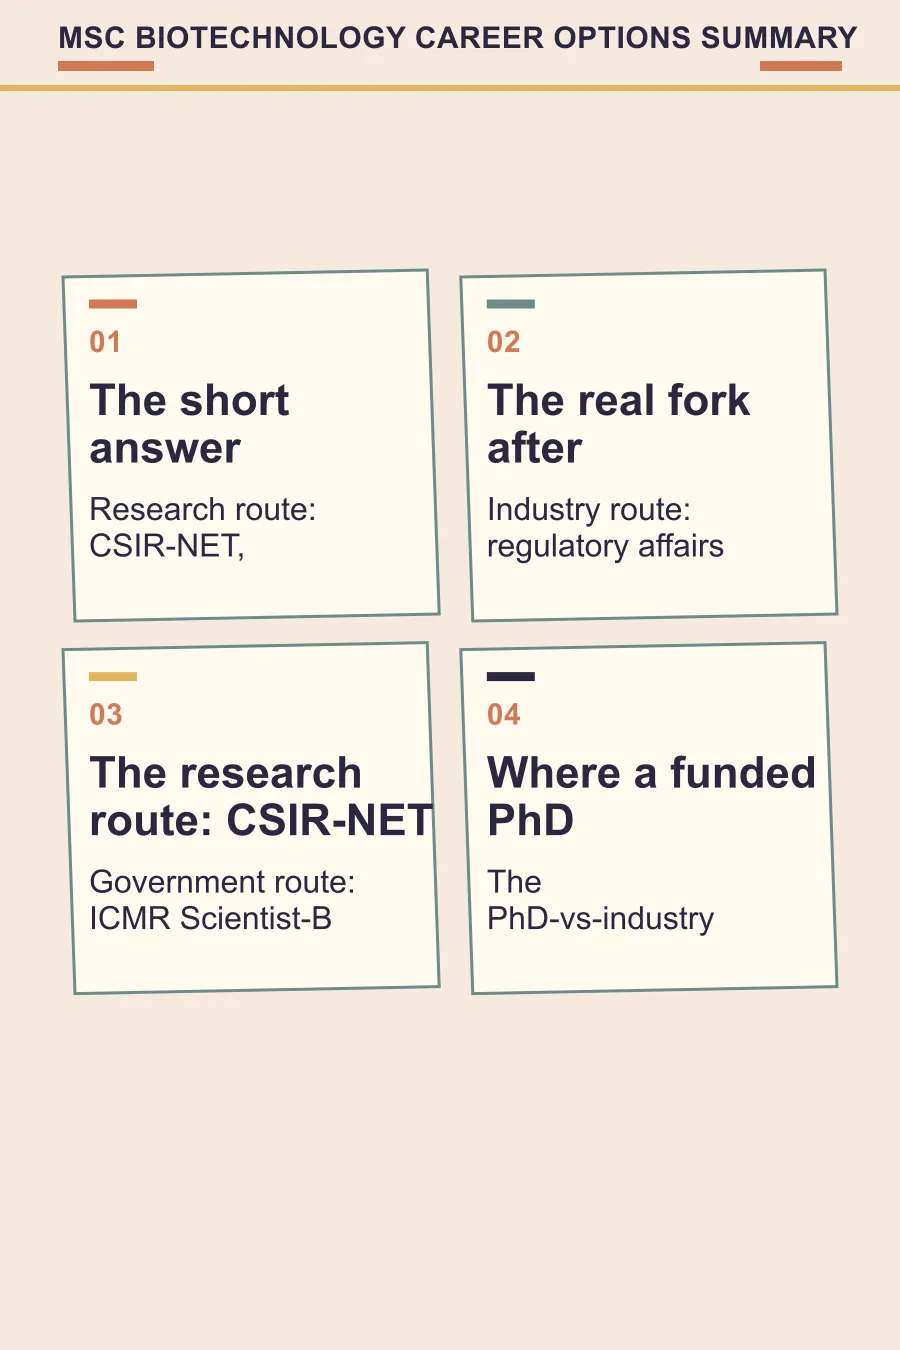 MSC BIOTECHNOLOGY CAREER OPTIONS SUMMARY
01
The short
answer
Research route:
CSIR-NET,
02
The real fork
after
Industry route:
regulatory affairs
03
The research
route: CSIR-NET
Government route:
ICMR Scientist-B
04
Where a funded
PhD
The
PhD-vs-industry